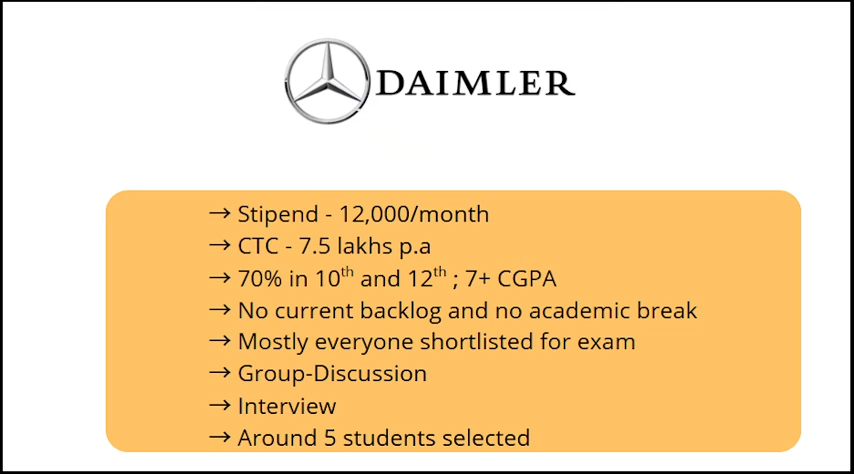 DAIMLER
→ Stipend - 12,000/month
→ CTC - 7.5 lakhs p.a
→ 70% in 10th and 12th ; 7+ CGPA
→ No current backlog and no academic break
→ Mostly everyone shortlisted for exam
→ Group-Discussion
→ Interview
→ Around 5 students selected